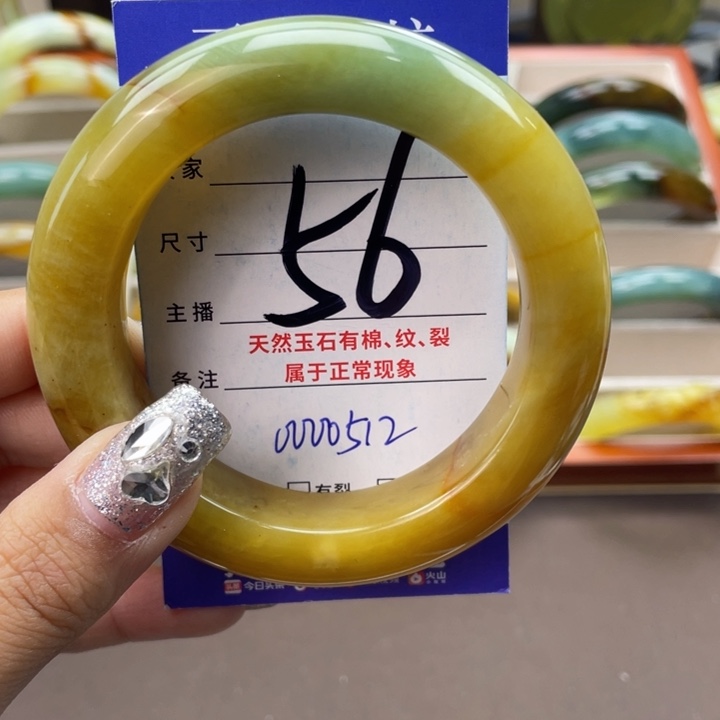 家
尺寸
56
主播
天然玉石有棉、纹、裂
属于正常现象
备注
0000512
有裂
今日头条
火山